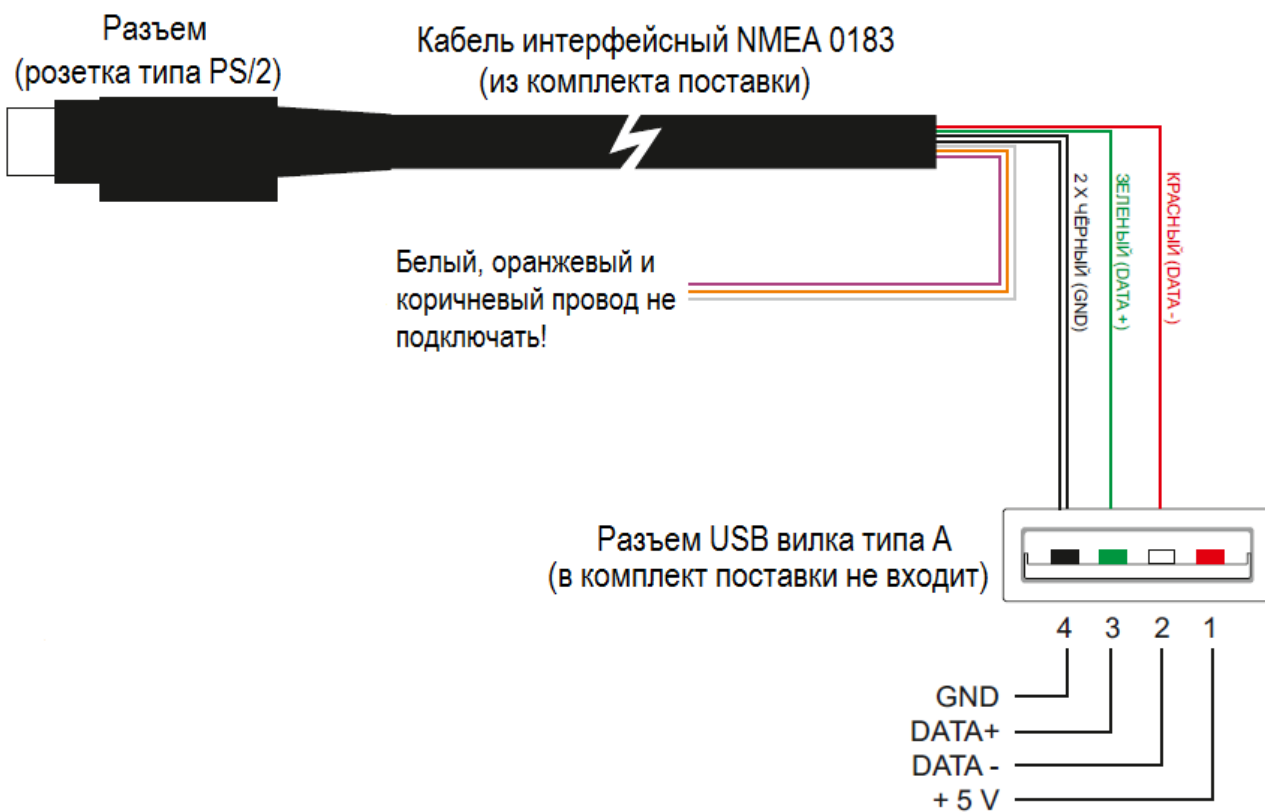 Разъем
(розетка типа PS/2)
Кабель интерфейсный NMEA 0183
(из комплекта поставки)
2 X ЧЁРНЫЙ (GND)
ЗЕЛЕНЫЙ (DATA +)
КРАСНЫЙ (DATA -)
Белый, оранжевый и
коричневый провод не
подключать!
Разъем USB вилка типа А
(в комплект поставки не входит)
4 3 2 1
GND
DATA+
DATA -
+ 5 V